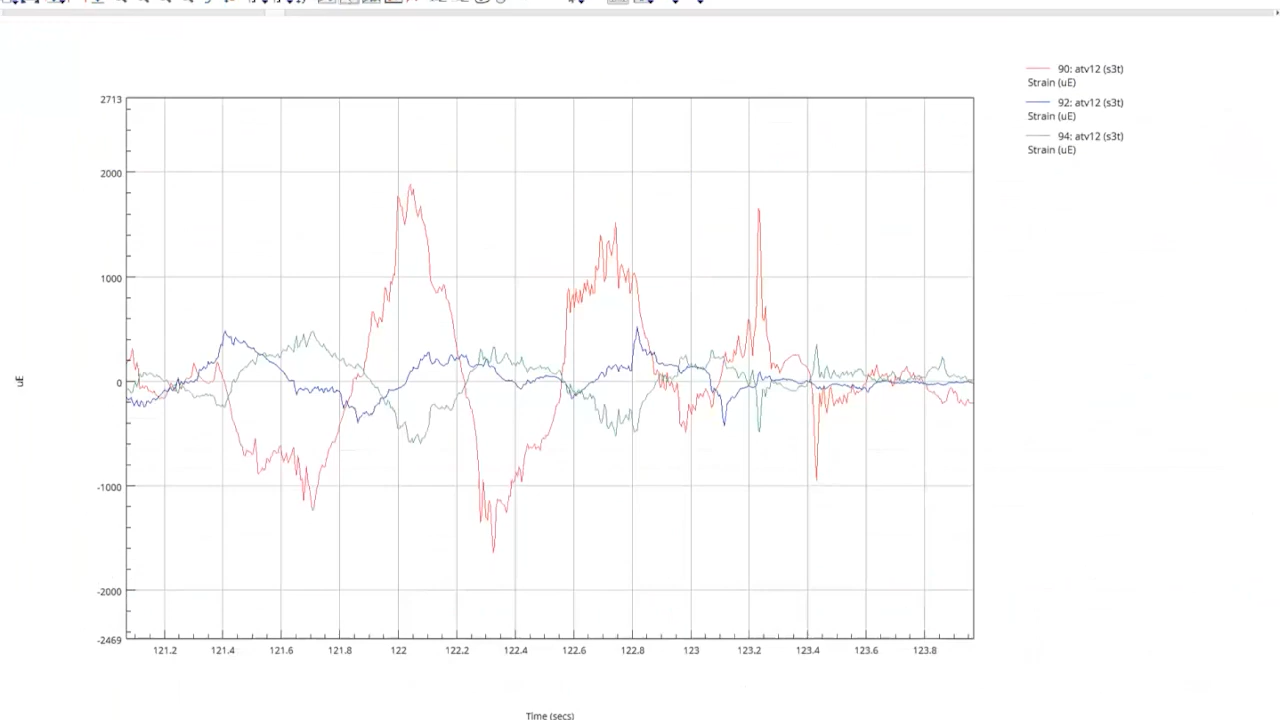 90: atv12 (s3t)
Strain (uE)
92: atv12 (s3t)
Strain (uE)
94: atv12 (s3t)
Strain (uE)
2713
2000
1000
0
-1000
-2000
-2469
uE
121.2 121.4 121.6 121.8 122 122.2 122.4 122.6 122.8 123 123.2 123.4 123.6 123.8
Time (secs)